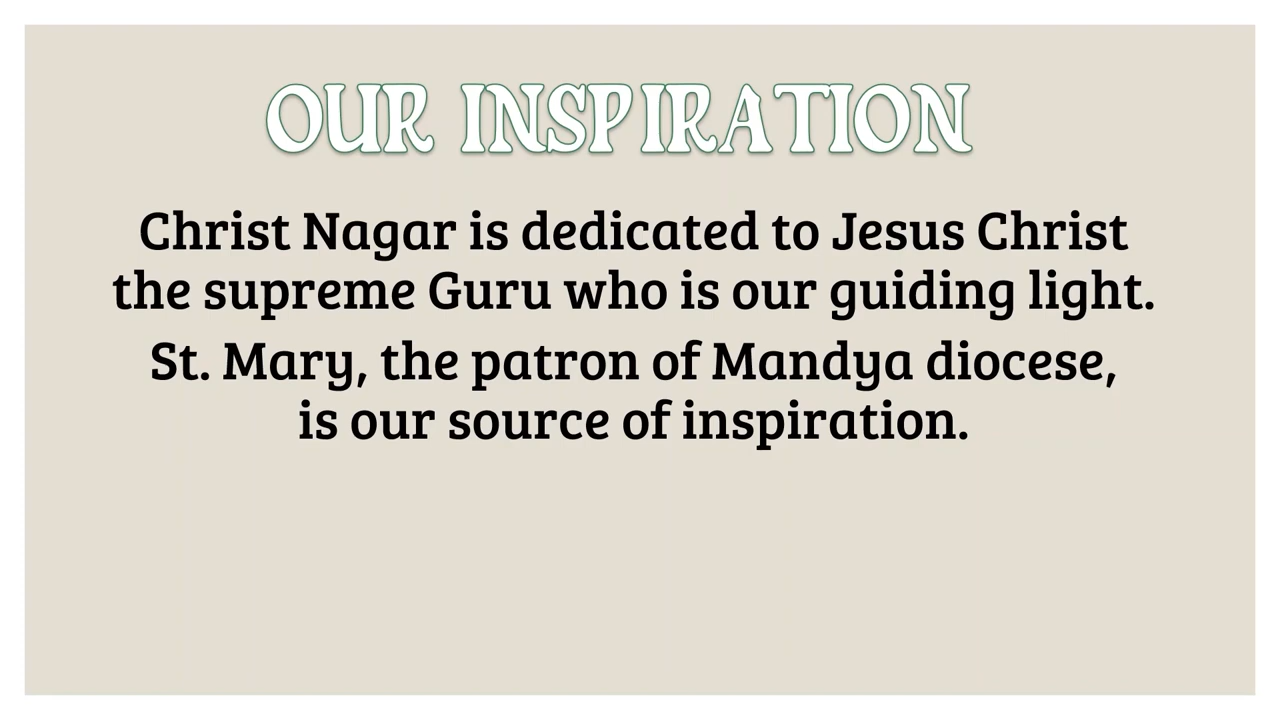 OUR INSPIRATION
Christ Nagar is dedicated to Jesus Christ
the supreme Guru who is our guiding light.
St. Mary, the patron of Mandya diocese,
is our source of inspiration.